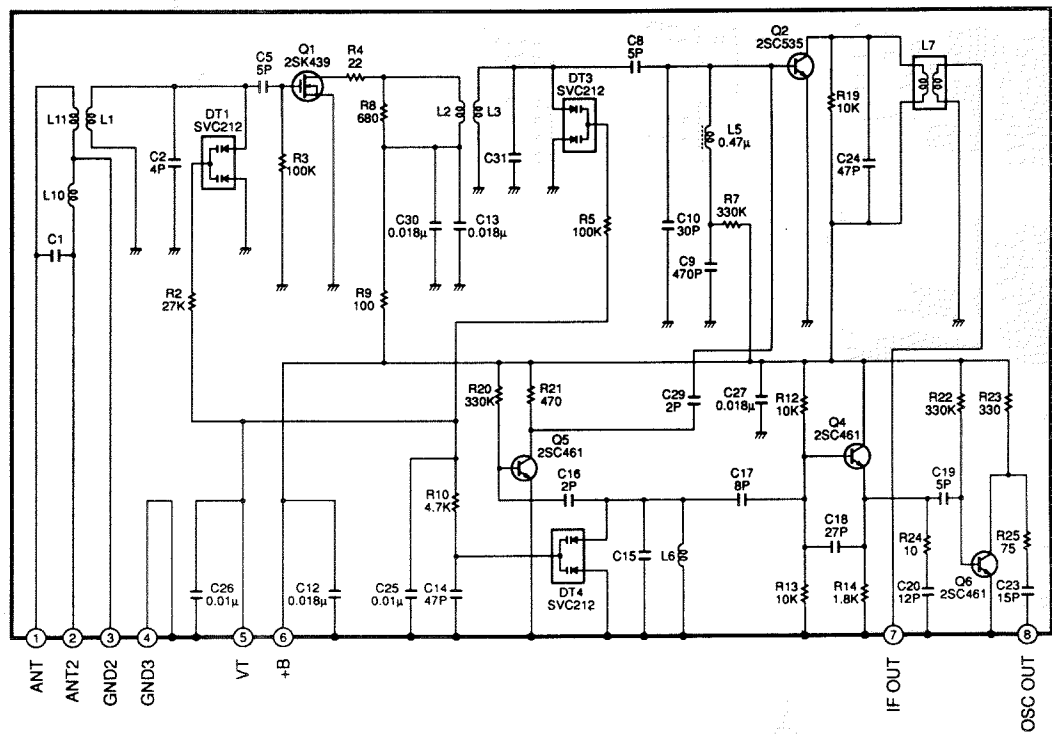 C5
5P
Q1
2SK439
R4
22
C8
5P
Q2
2SC535
L7
L11
L1
C2
4P
DT1
SVC212
R3
100K
R8
680
L2
L3
C31
DT3
SVC212
L5
0.47μ
R19
10K
C24
47P
L10
C1
R2
27K
C30
0.018μ
C13
0.018μ
R9
100
R5
100K
C10
30P
R7
330K
C9
470P
R20
330K
R21
470
C29
2P
C27
0.018μ
R12
10K
Q4
2SC461
R22
330K
R23
330
Q5
2SC461
C16
2P
C17
8P
C19
5P
R10
4.7K
C18
27P
R24
10
R25
75
C26
0.01μ
C12
0.018μ
C25
0.01μ
C14
47P
DT4
SVC212
C15
L6
R13
10K
R14
1.8K
C20
12P
Q6
2SC461
C23
15P
1
2
3
4
5
6
7
8
ANT
ANT2
GND2
GND3
VT
+B
IF OUT
OSC OUT